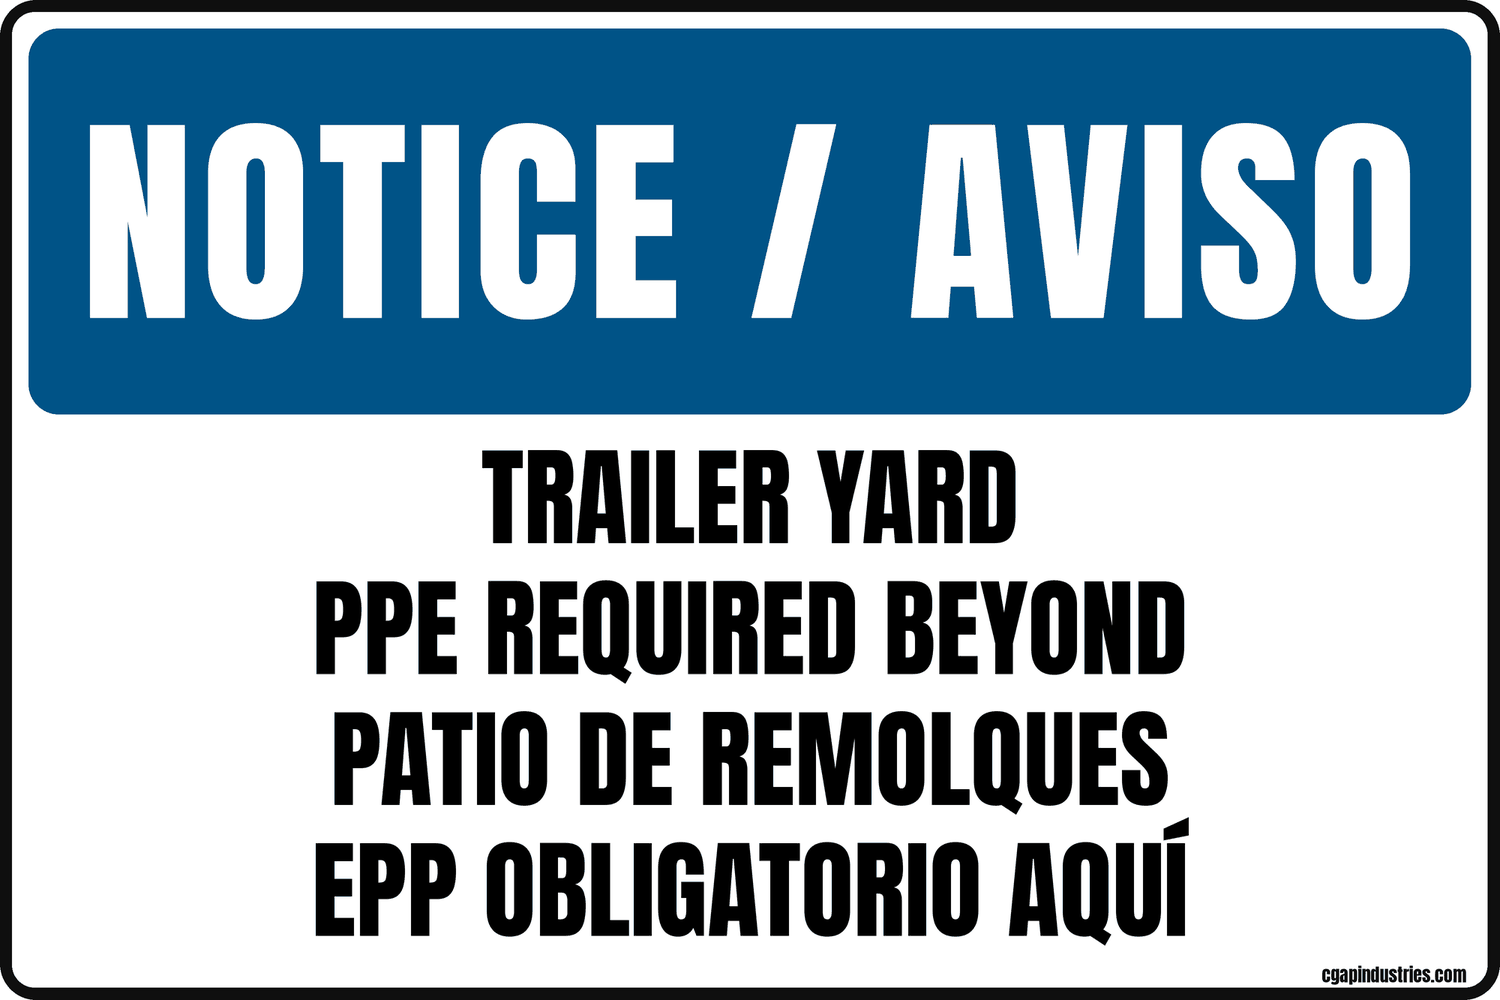 NOTICE / AVISO
TRAILER YARD
PPE REQUIRED BEYOND
PATIO DE REMOLQUES
EPP OBLIGATORIO AQUÍ
cgapindustries.com